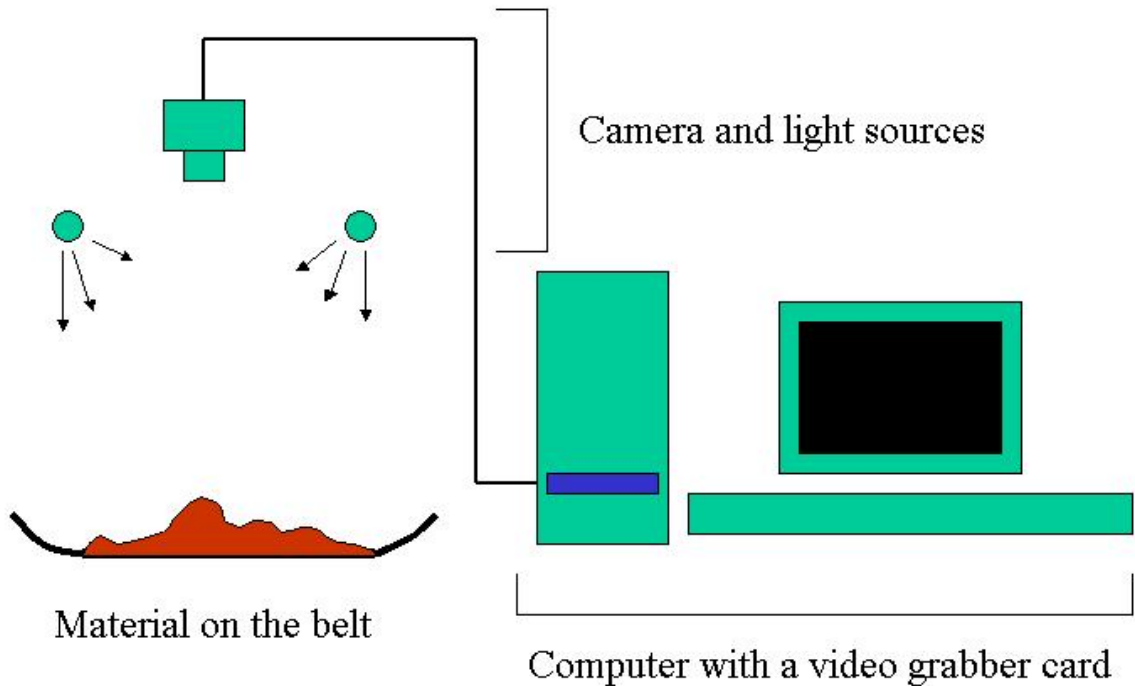 Camera and light sources
Material on the belt
Computer with a video grabber card